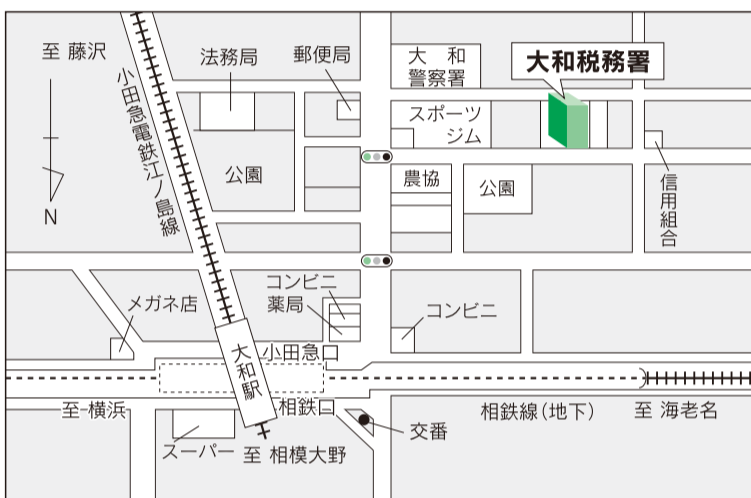 至 藤沢
法務局
郵便局
大 和
警察署
大和税務署
小田急電鉄江ノ島線
スポーツ
ジム
公園
農協
公園
信用組合
N
コンビニ
薬局
メガネ店
コンビニ
小田急口
大和駅
至 横浜
相鉄口
相鉄線(地下)
至 海老名
スーパー
至 相模大野
交番